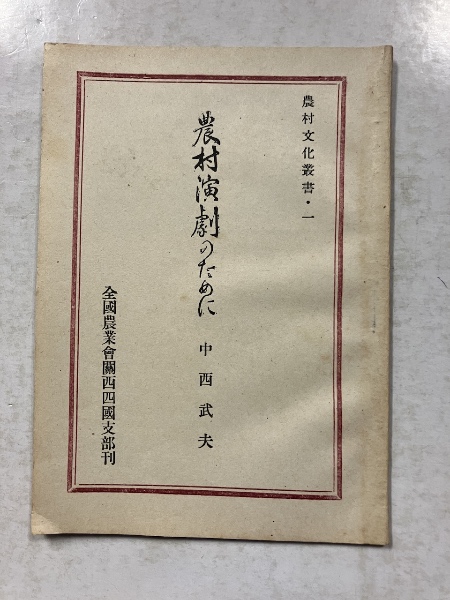 農村文化叢書・一
農村演劇のために
中西武夫
全國農業會關西四國支部刊